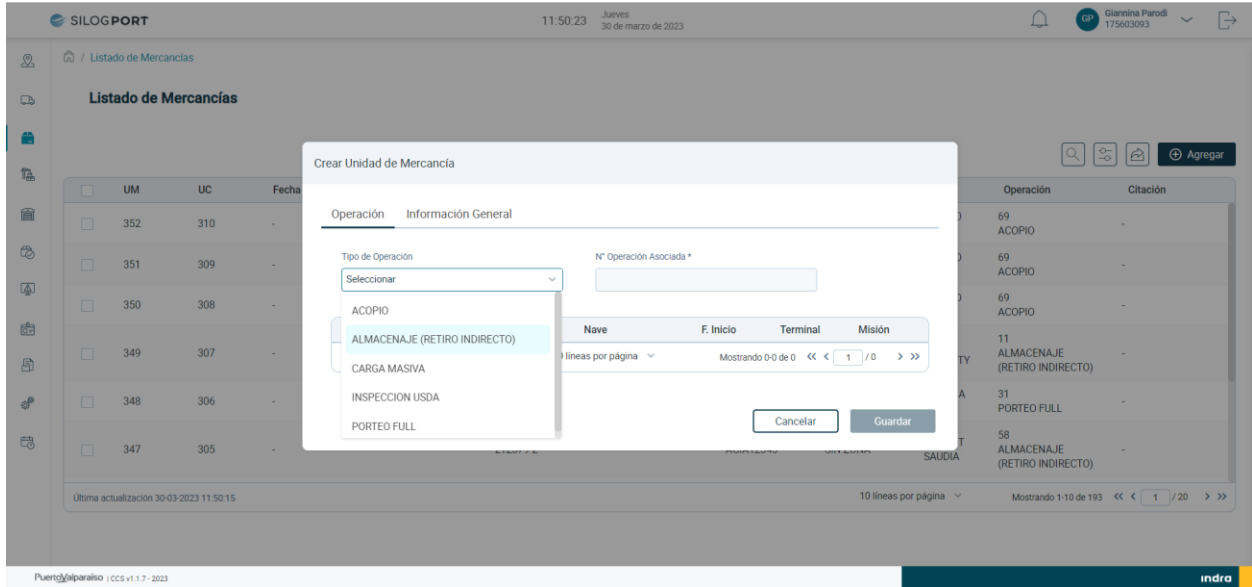 SILOGPORT
11:50:23
Jueves
30 de marzo de 2023
GP
Giannina Parodi
175603093
/ Listado de Mercancías
Listado de Mercancías
Agregar
UM UC Fecha Operación Citación
352 310 - 69 -
ACOPIO
351 309 - 69 -
ACOPIO
350 308 - 69 -
ACOPIO
349 307 - TY 11 -
ALMACENAJE
(RETIRO INDIRECTO)
348 306 - A 31 -
PORTEO FULL
347 305 - T 58 -
SAUDIA ALMACENAJE
(RETIRO INDIRECTO)
Crear Unidad de Mercancía
Operación Información General
Tipo de Operación N° Operación Asociada *
Seleccionar
ACOPIO
ALMACENAJE (RETIRO INDIRECTO)
CARGA MASIVA
INSPECCION USDA
PORTEO FULL
Nave F. Inicio Terminal Misión
líneas por página Mostrando 0-0 de 0 << < 1 / 0 > >>
Cancelar Guardar
Última actualización 30-03-2023 11:50:15
10 líneas por página Mostrando 1-10 de 193 << < 1 / 20 > >>
PuertoValparaíso | CCS v1.1.7 - 2023
indra